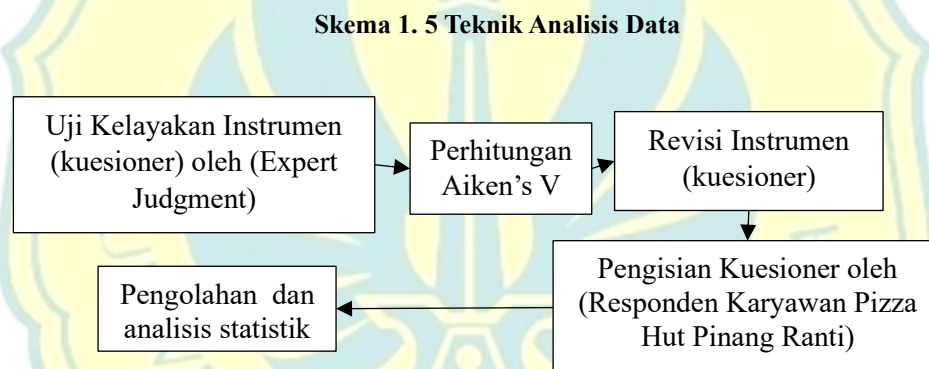 Skema 1. 5 Teknik Analisis Data
Uji Kelayakan Instrumen
(kuesioner) oleh (Expert
Judgment)
Perhitungan
Aiken’s V
Revisi Instrumen
(kuesioner)
Pengisian Kuesioner oleh
(Responden Karyawan Pizza
Hut Pinang Ranti)
Pengolahan dan
analisis statistik